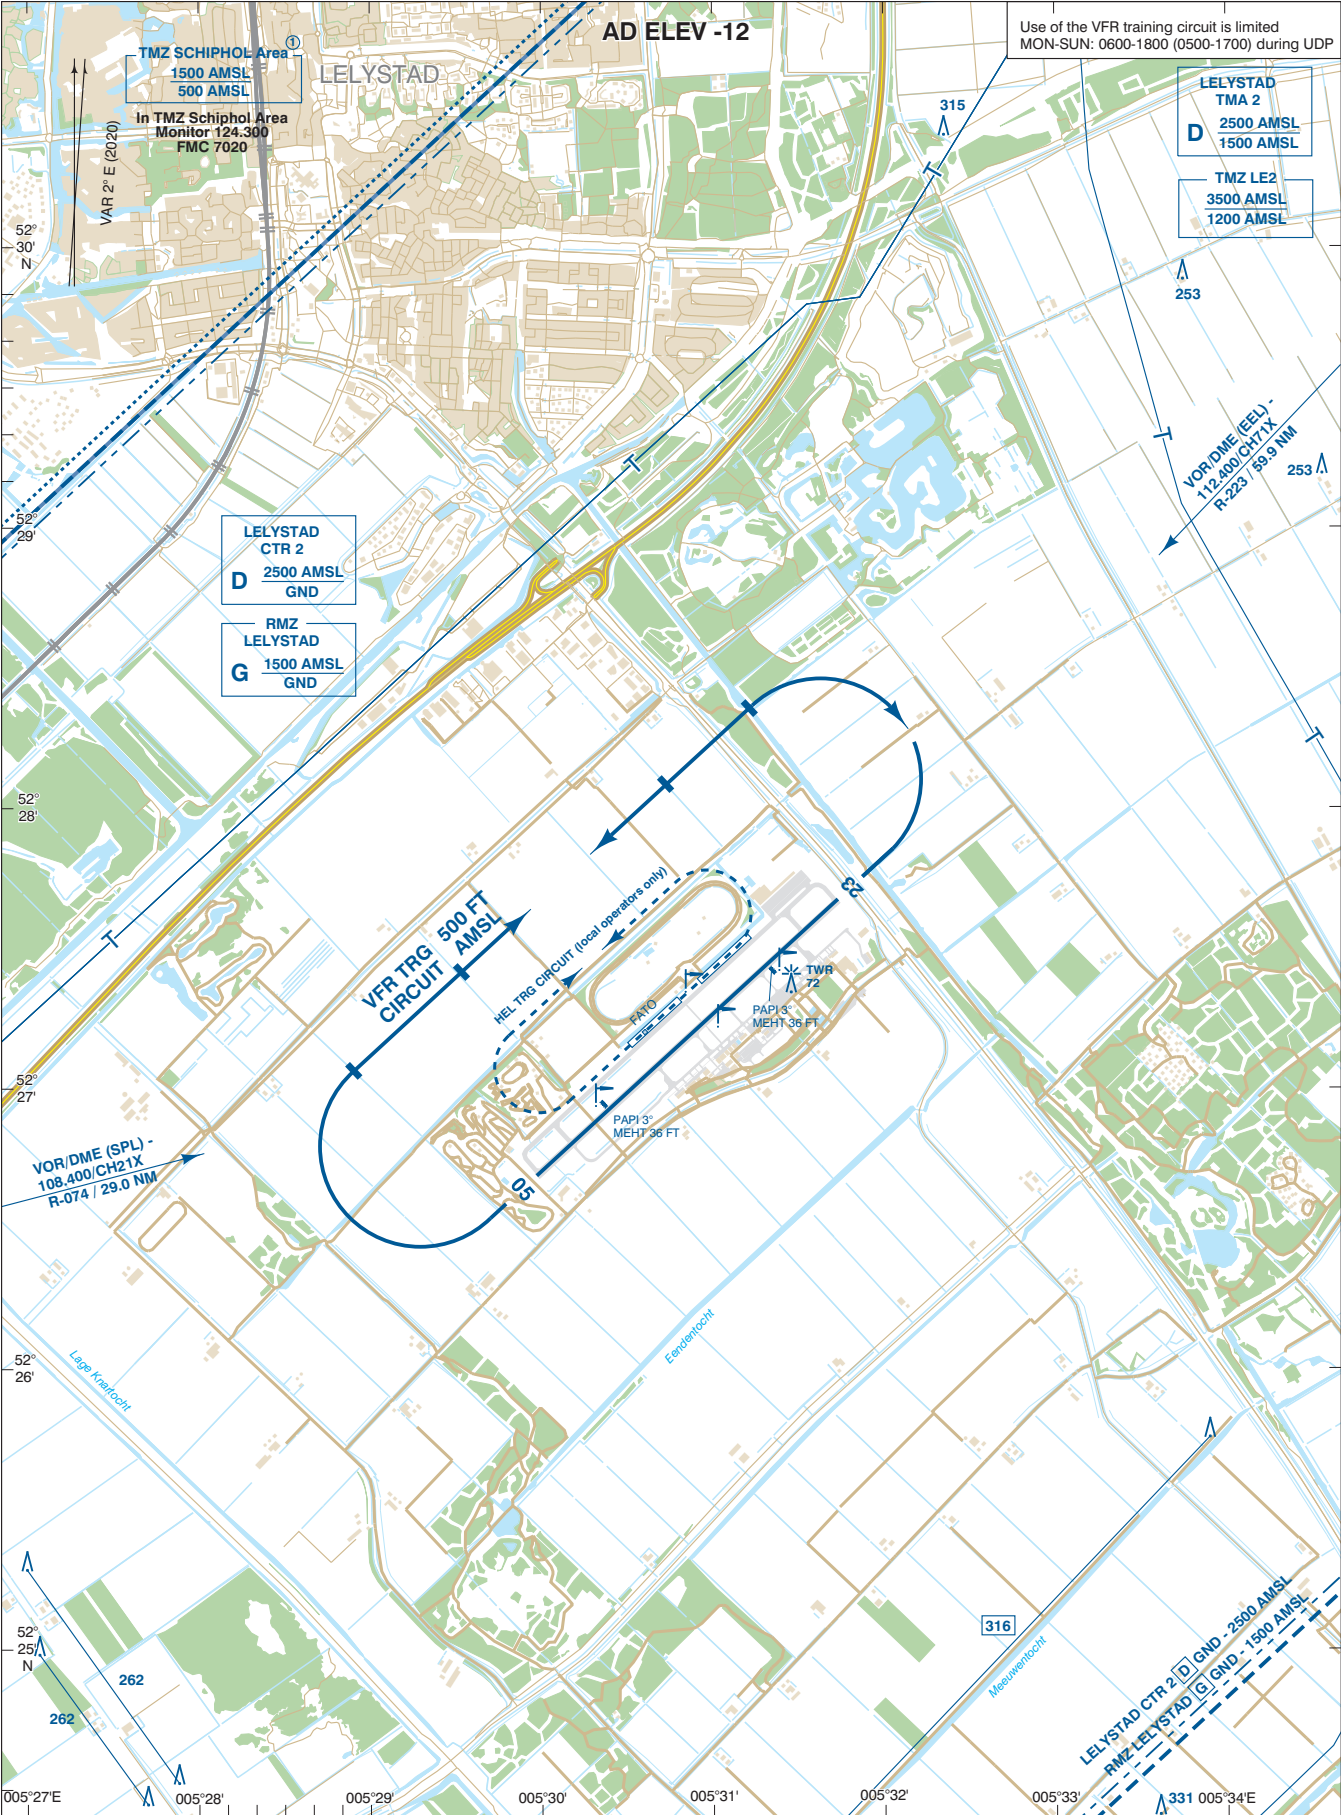 AD ELEV -12
Use of the VFR training circuit is limited
MON-SUN: 0600-1800 (0500-1700) during UDP
TMZ SCHIPHOL Area
1
1500 AMSL
500 AMSL
In TMZ Schiphol Area
Monitor 124.300
FMC 7020
LELYSTAD
VAR 2° E (2020)
315
LELYSTAD
TMA 2
D
2500 AMSL
1500 AMSL
TMZ LE2
3500 AMSL
1200 AMSL
T
52°
30'
N
253
VOR/DME (EEL) -
112.400/CH71X
R-223 / 59.9 NM
T
253
T
52°
29'
LELYSTAD
CTR 2
D
2500 AMSL
GND
RMZ
LELYSTAD
G
1500 AMSL
GND
T
52°
28'
23
T
VFR TRG 500 FT
CIRCUIT AMSL
HEL TRG CIRCUIT (local operators only)
FATO
TWR
72
PAPI 3°
MEHT 36 FT
52°
27'
PAPI 3°
MEHT 36 FT
VOR/DME (SPL) -
108.400/CH21X
R-074 / 29.0 NM
05
Eendentocht
Lage Knartocht
52°
26'
316
Meeuwentocht
LELYSTAD CTR 2 D GND - 2500 AMSL
RMZ LELYSTAD G GND - 1500 AMSL
52°
25'
N
262
262
331
005°27'E
005°28'
005°29'
005°30'
005°31'
005°32'
005°33'
005°34'E